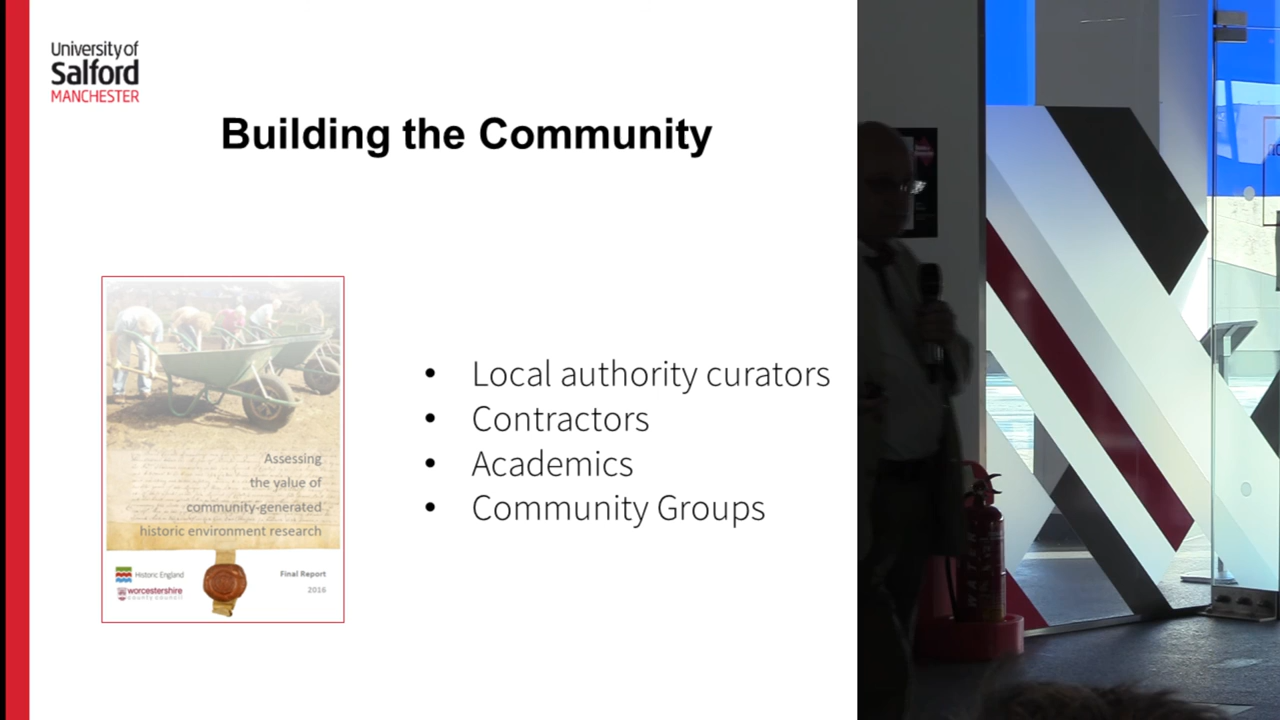 University of
Salford
MANCHESTER
Building the Community
Assessing
the value of
community-generated
historic environment research
Historic England
worcestershire
county council
Final Report
2016
• Local authority curators
• Contractors
• Academics
• Community Groups
WATER